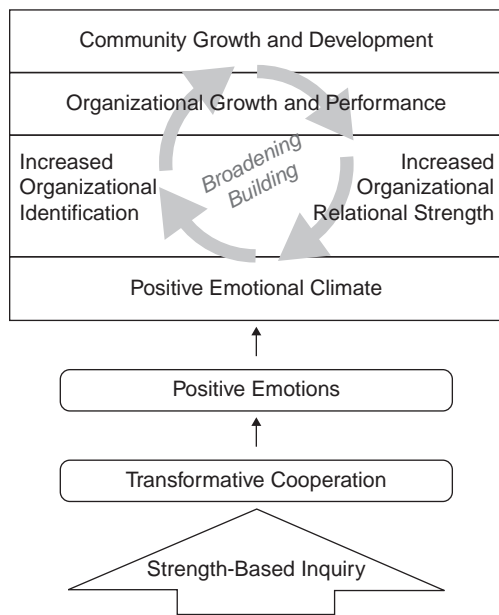 Community Growth and Development
Organizational Growth and Performance
Increased
Organizational
Identification
Broadening
Building
Increased
Organizational
Relational Strength
Positive Emotional Climate
Positive Emotions
Transformative Cooperation
Strength-Based Inquiry